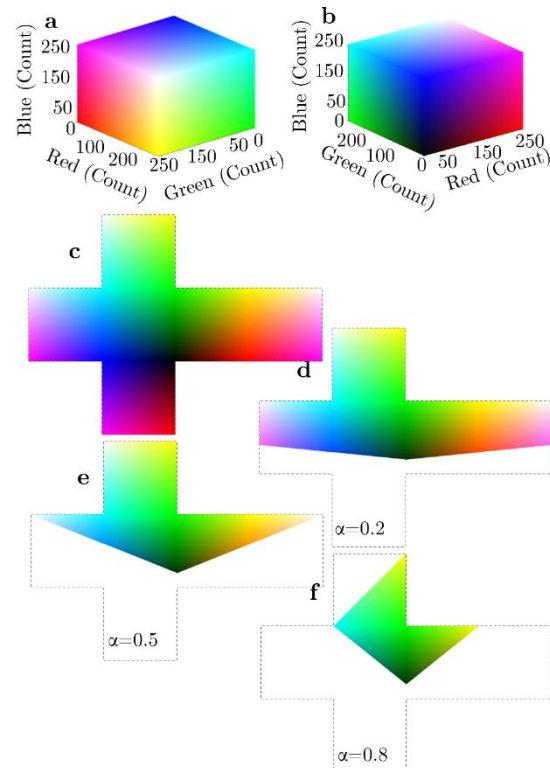 a
b
Blue (Count)
250
150
50
0
100
200
250
150
50
0
Red (Count)
Green (Count)
Blue (Count)
250
150
50
0
200
100
0
50
150
250
Green (Count)
Red (Count)
c
d
e
α=0.2
f
α=0.5
α=0.8